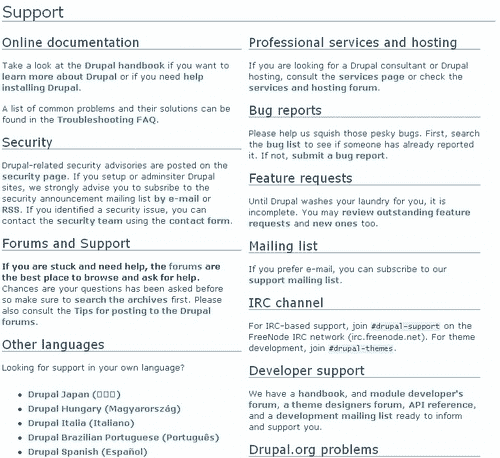 Support
Online documentation
Take a look at the Drupal handbook if you want to
learn more about Drupal or if you need help
installing Drupal.
A list of common problems and their solutions can be
found in the Troubleshooting FAQ.
Security
Drupal-related security advisories are posted on the
security page. If you setup or adminsiter Drupal
sites, we strongly advise you to subsribe to the
security announcement mailing list by e-mail or
RSS. If you identified a security issue, you can
contact the security team using the contact form.
Forums and Support
If you are stuck and need help, the forums are
the best place to browse and ask for help.
Chances are your questions has been asked before
so make sure to search the archives first. Please
also consult the Tips for posting to the Drupal
forums.
Other languages
Looking for support in your own language?
• Drupal Japan (□□□)
• Drupal Hungary (Magyarország)
• Drupal Italia (Italiano)
• Drupal Brazilian Portuguese (Português)
• Drupal Spanish (Español)
Professional services and hosting
If you are looking for a Drupal consultant or Drupal
hosting, consult the services page or check the
services and hosting forum.
Bug reports
Please help us squish those pesky bugs. First, search
the bug list to see if someone has already reported
it. If not, submit a bug report.
Feature requests
Until Drupal washes your laundry for you, it is
incomplete. You may review outstanding feature
requests and new ones too.
Mailing list
If you prefer e-mail, you can subscribe to our
support mailing list.
IRC channel
For IRC-based support, join #drupal-support on the
FreeNode IRC network (irc.freenode.net). For theme
development, join #drupal-themes.
Developer support
We have a handbook, and module developer's
forum, a theme designers forum, API reference,
and a development mailing list ready to inform
and support you.
Drupal.org problems